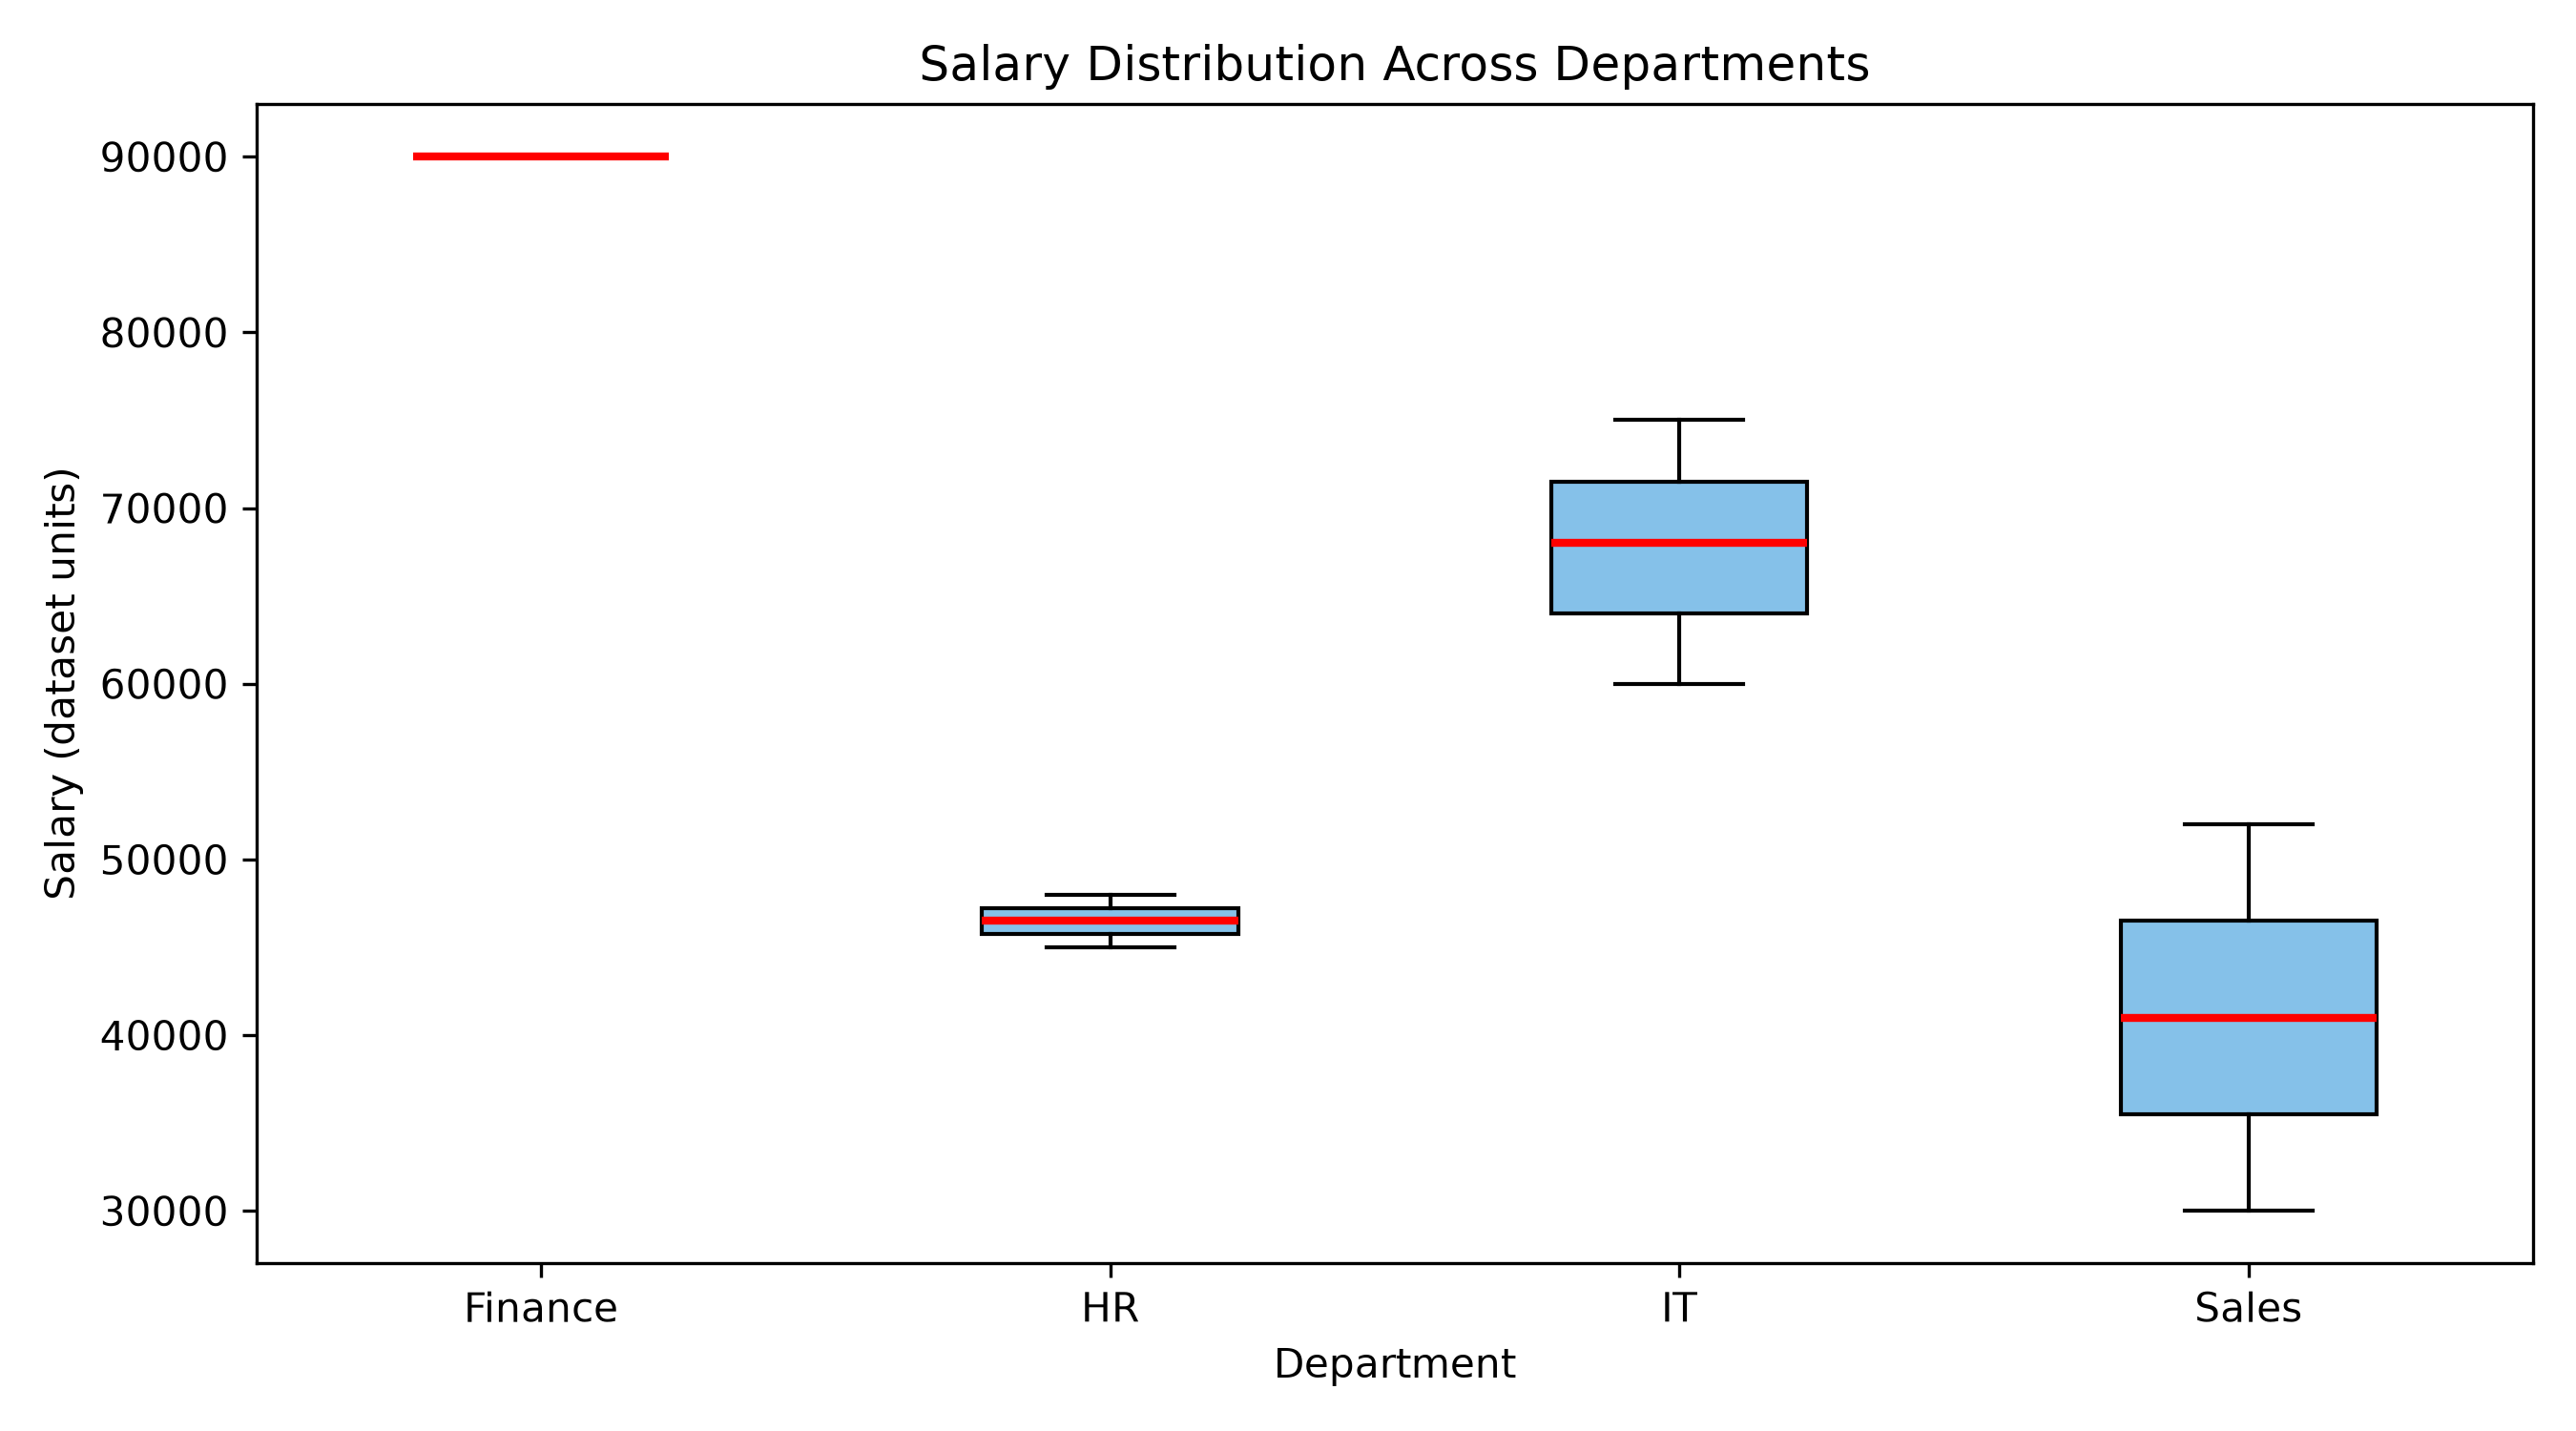 Salary Distribution Across Departments
Salary (dataset units)
90000
80000
70000
60000
50000
40000
30000
Finance HR IT Sales
Department